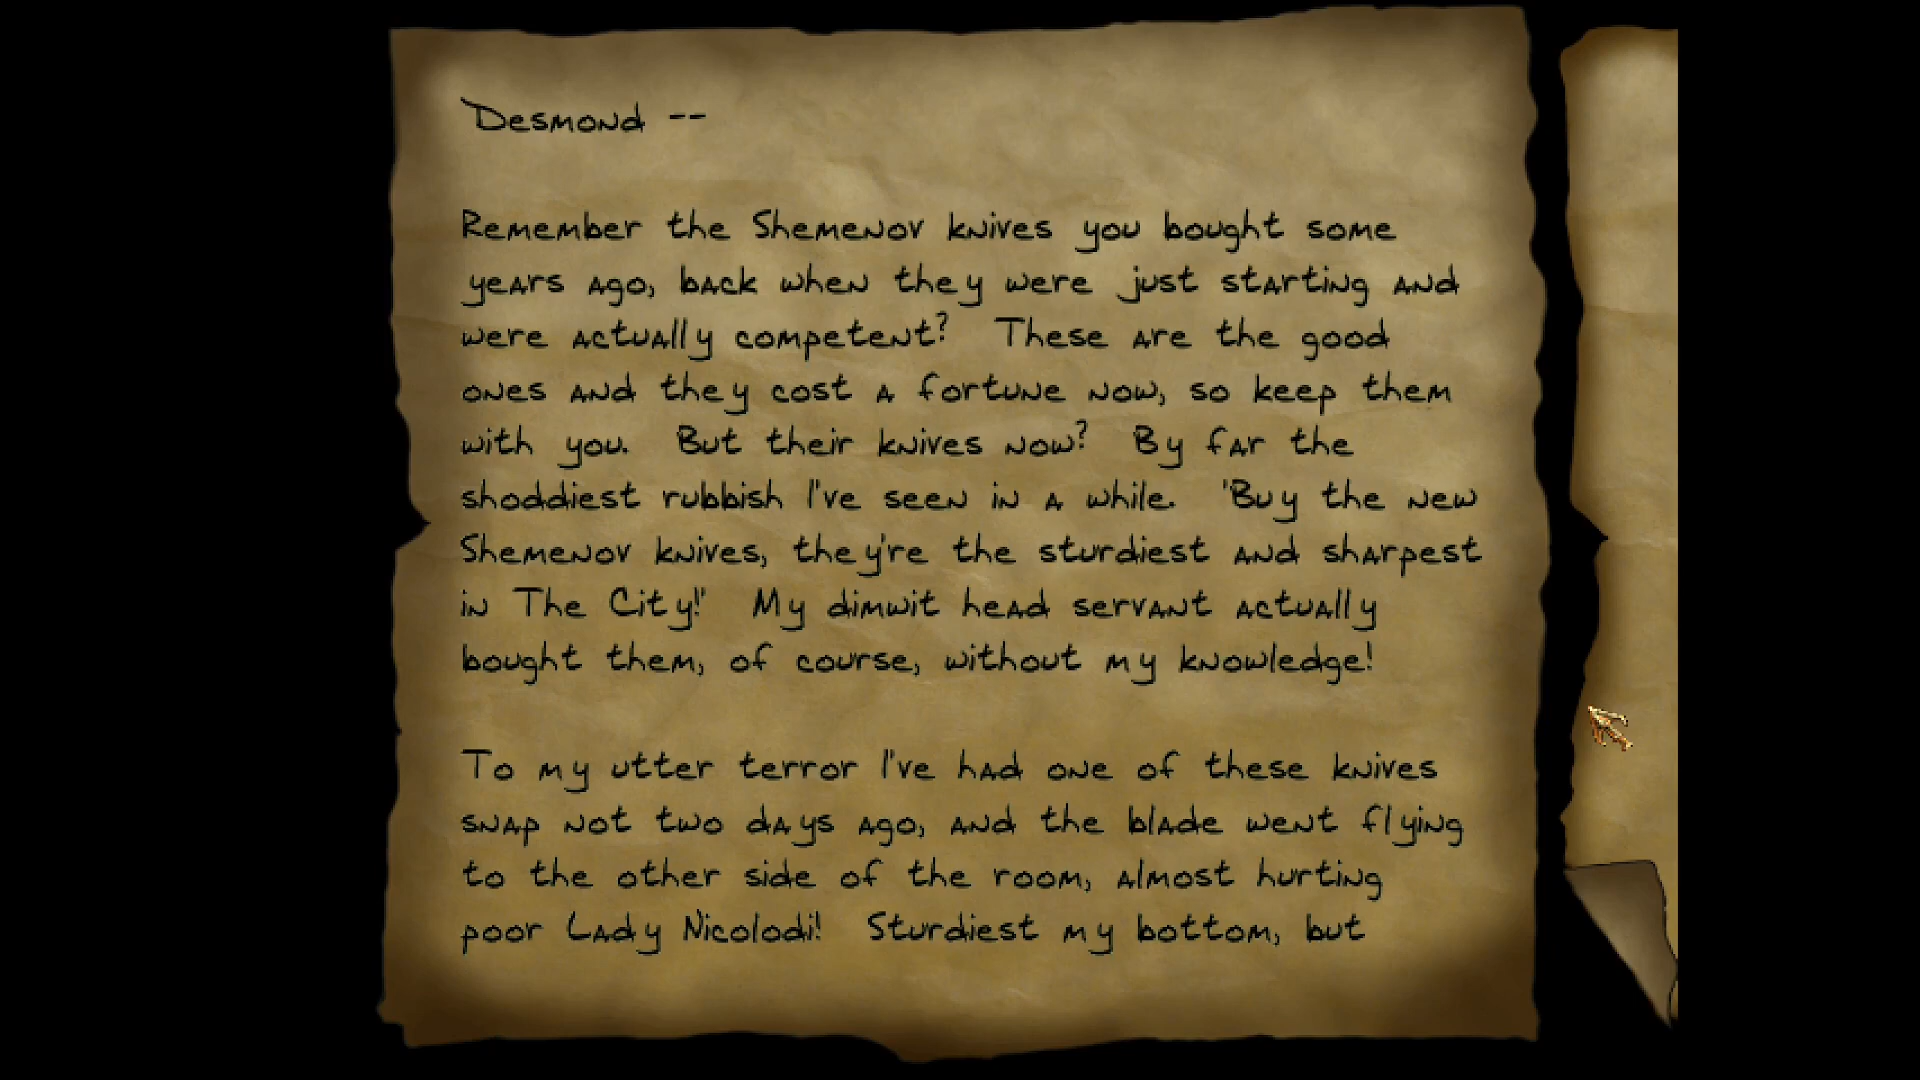 Desmond --
Remember the Shemenov knives you bought some
years ago, back when they were just starting and
were actually competent?  These are the good
ones and they cost a fortune now, so keep them
with you.  But their knives now?  By far the
shoddiest rubbish I've seen in a while.  'Buy the new
Shemenov knives, they're the sturdiest and sharpest
in The City!'  My dimwit head servant actually
bought them, of course, without my knowledge!
To my utter terror I've had one of these knives
snap not two days ago, and the blade went flying
to the other side of the room, almost hurting
poor Lady Nicolodi!  Sturdiest my bottom, but